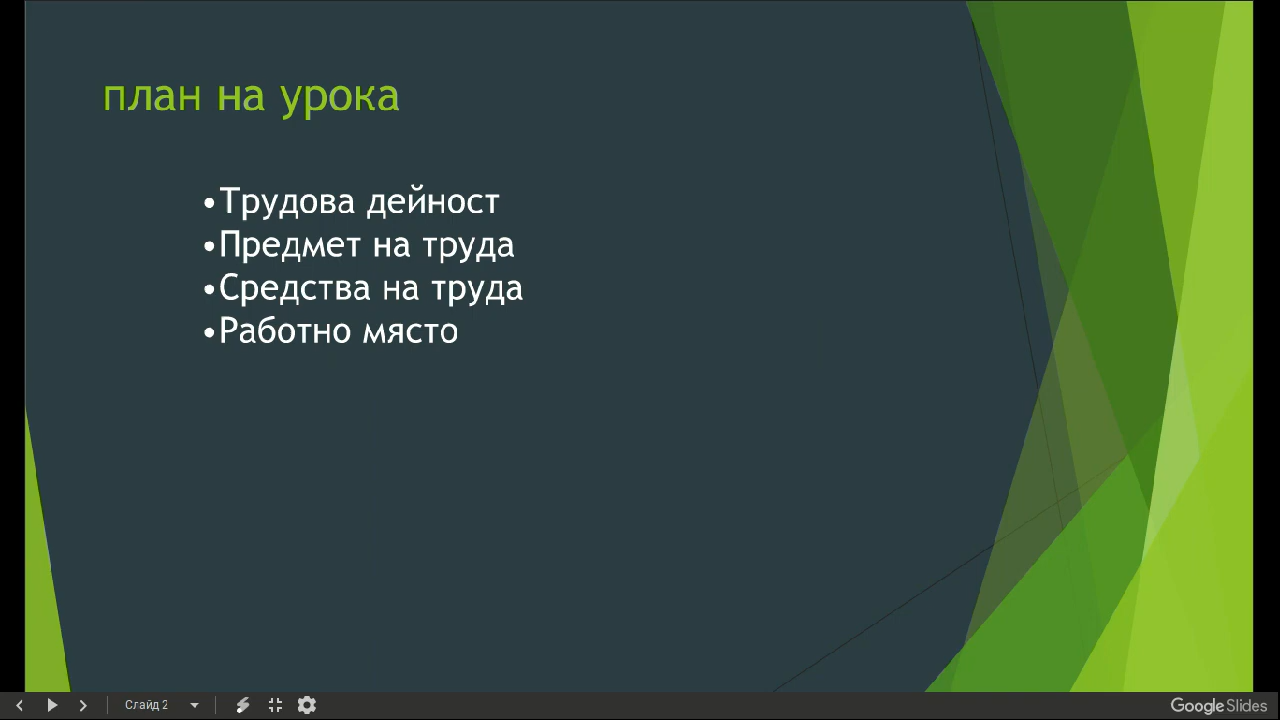 план на урока
•Трудова дейност
•Предмет на труда
•Средства на труда
•Работно място
Слайд 2
Google Slides